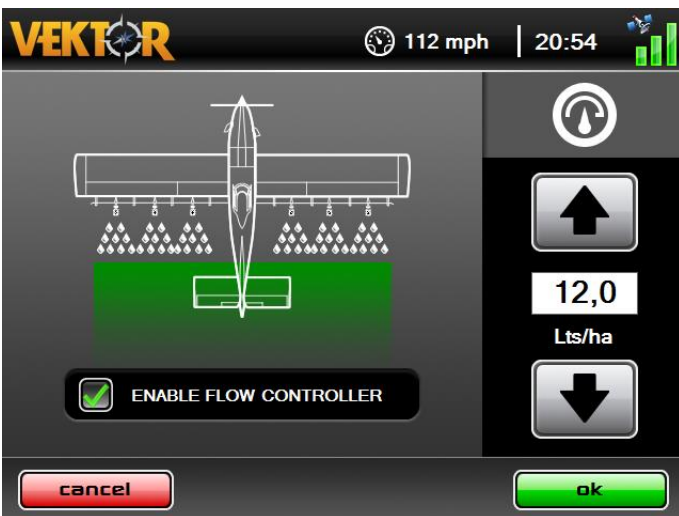 VEKTOR
112 mph
20:54
12,0
Lts/ha
ENABLE FLOW CONTROLLER
cancel
ok